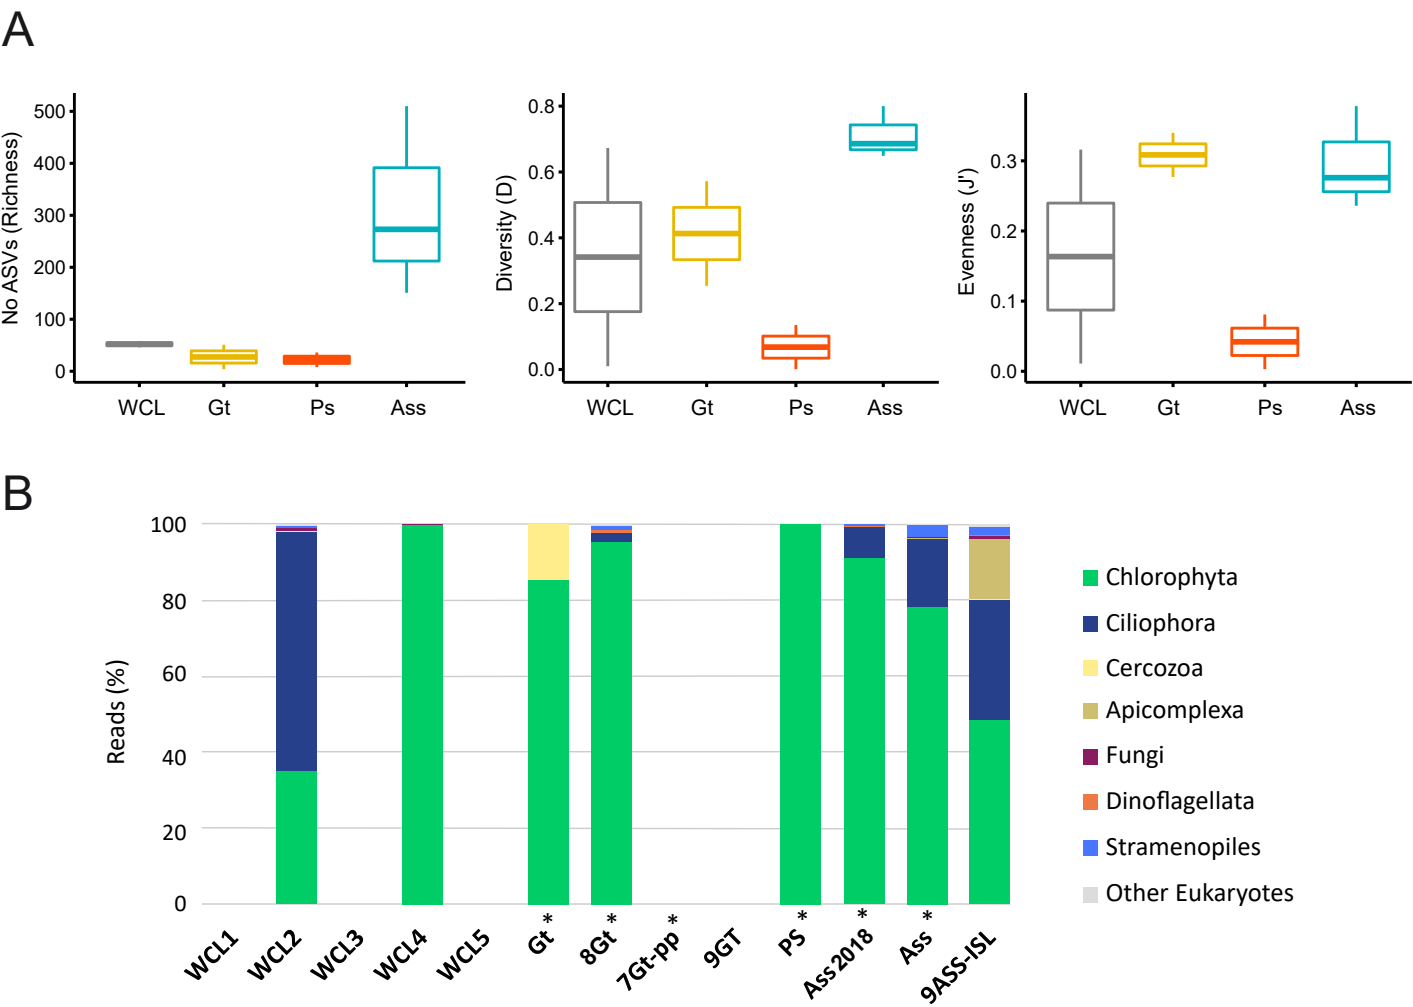 A
No ASVs (Richness)
500
400
300
200
100
0
WCL Gt Ps Ass
Diversity (D)
0.8
0.6
0.4
0.2
0.0
WCL Gt Ps Ass
Evenness (J')
0.3
0.2
0.1
0.0
WCL Gt Ps Ass
B
Reads (%)
100
80
60
40
20
0
* * * * * *
WCL1 WCL2 WCL3 WCL4 WCL5 Gt 8Gt 7Gt-pp 9GT PS Ass 2018 Ass 9ASS-ISL
Chlorophyta
Ciliophora
Cercozoa
Apicomplexa
Fungi
Dinoflagellata
Stramenopiles
Other Eukaryotes